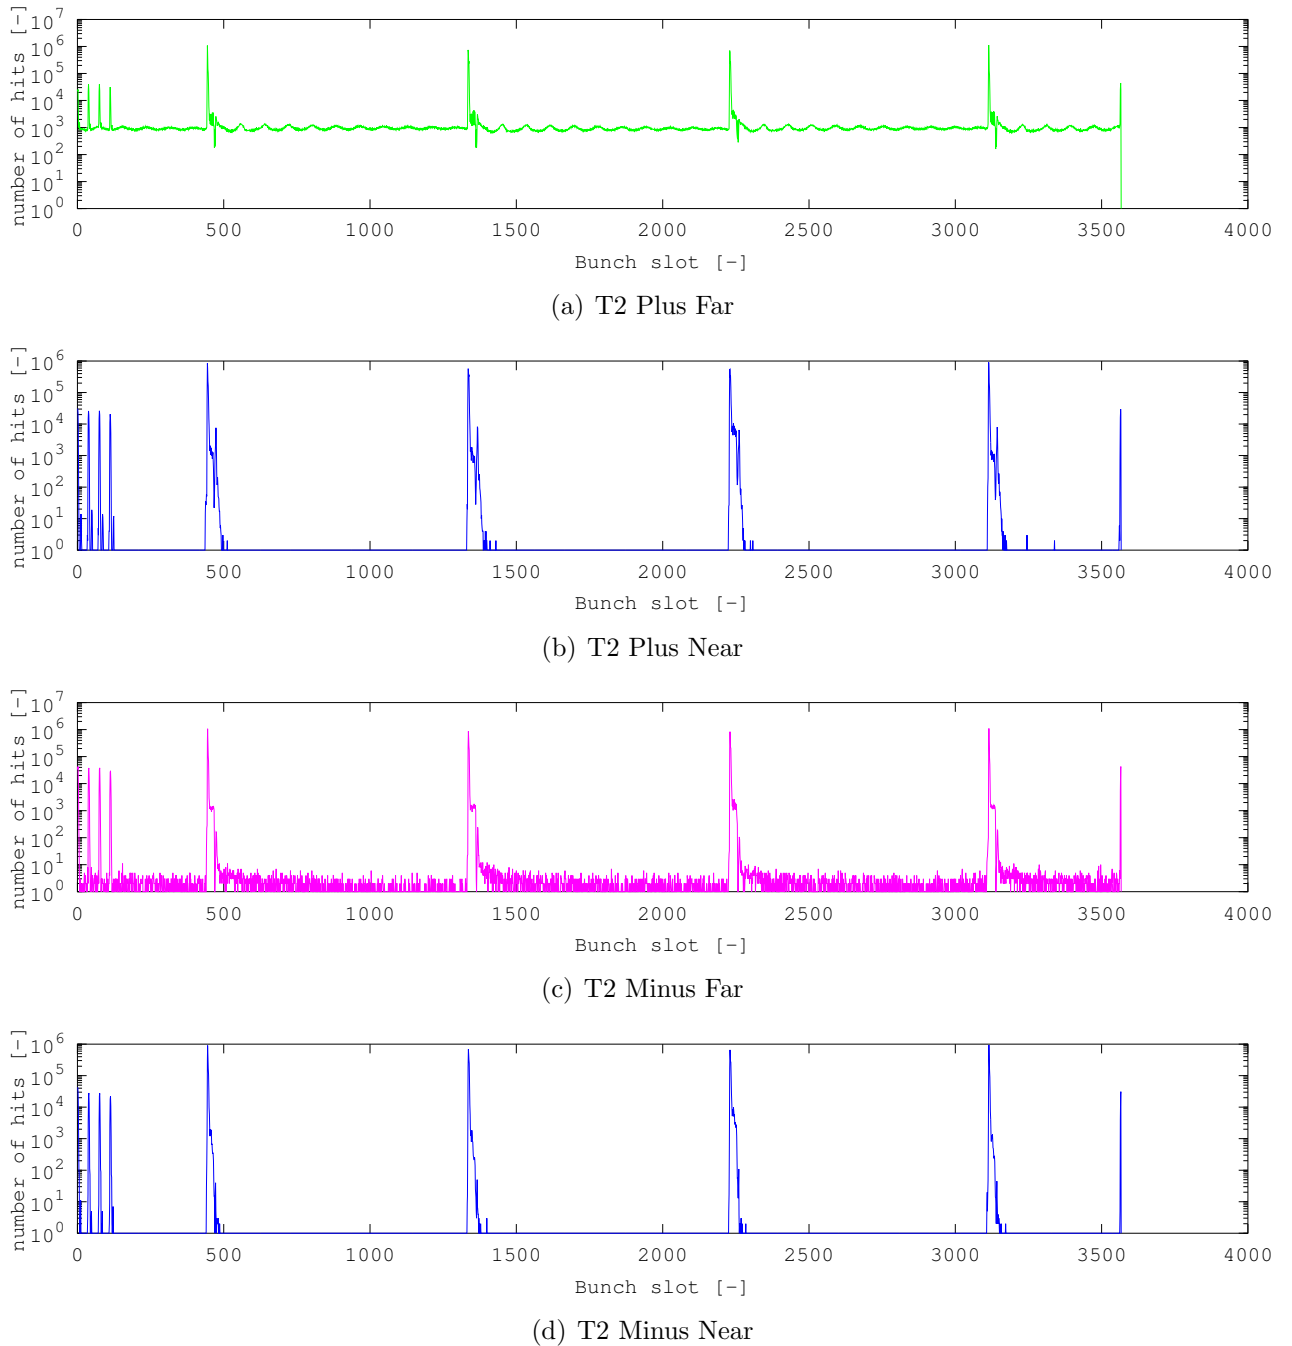 number of hits [-]
10^7
10^6
10^5
10^4
10^3
10^2
10^1
10^0
0 500 1000 1500 2000 2500 3000 3500 4000
Bunch slot [-]
(a) T2 Plus Far
number of hits [-]
10^6
10^5
10^4
10^3
10^2
10^1
10^0
0 500 1000 1500 2000 2500 3000 3500 4000
Bunch slot [-]
(b) T2 Plus Near
number of hits [-]
10^7
10^6
10^5
10^4
10^3
10^2
10^1
10^0
0 500 1000 1500 2000 2500 3000 3500 4000
Bunch slot [-]
(c) T2 Minus Far
number of hits [-]
10^6
10^5
10^4
10^3
10^2
10^1
10^0
0 500 1000 1500 2000 2500 3000 3500 4000
Bunch slot [-]
(d) T2 Minus Near